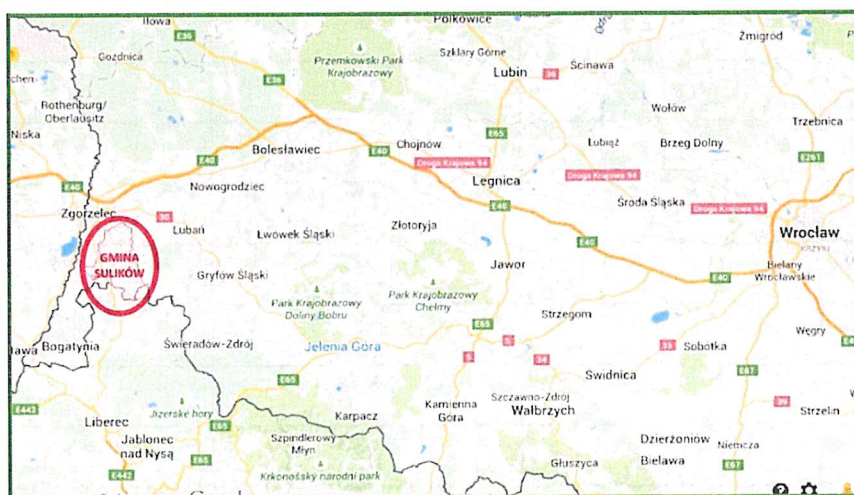 Iłowa
E36
Gozdnica
Polkowice
Szklary Górne
Żmigród
Przemkowski Park
Krajobrazowy
E36
Lubin
36
Ścinawa
Rothenburg/
Oberlausitz
Niska
Wołów
Trzebnica
Bolesławiec
E40
E40
Chojnów
Droga Krajowa 94
E65
Lubiąż
Brzeg Dolny
E261
Droga Krajowa 94
Legnica
E40
Nowogrodziec
E40
Środa Śląska
Droga Krajowa 94
Zgorzelec
30
Lubań
Lwówek Śląski
Złotoryja
E40
Wrocław
GMINA
SULIKÓW
Gryfów Śląski
Jawor
E40
Bielany
Wrocławskie
Park Krajobrazowy
Doliny Bobru
Park Krajobrazowy
Chełmy
Strzegom
E65
Węgry
Bogatynia
Świeradów-Zdrój
Jelenia Góra
5
5
34
35
Sobótka
E65
Świdnica
E67
E442
Liberec
Jizerské hory
E65
Karpacz
Kamienna
Góra
Szczawno-Zdrój
Wałbrzych
39
Strzelin
Jablonec
nad Nysą
E65
Szpindlerowy
Młyn
Dzierżoniów
Bielawa
Niemcza
E442
Krkonošský národní park
Głuszyca
E67